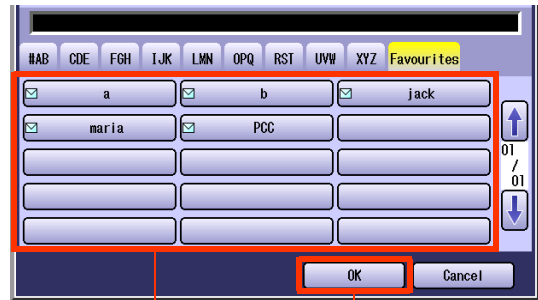 #AB CDE FGH IJK LMN OPQ RST UVW XYZ Favourites
a b jack
maria PCC
01
/
01
OK Cancel